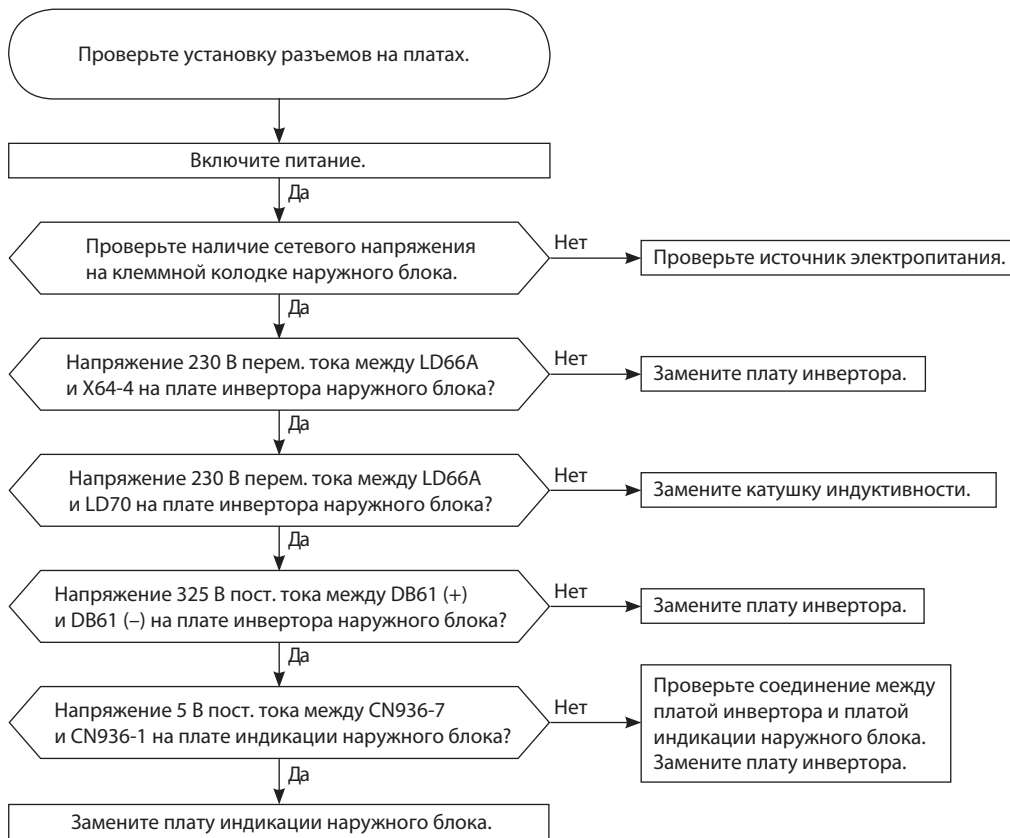 Проверьте установку разъемов на платах.
Включите питание.
Да
Проверьте наличие сетевого напряжения
на клеммной колодке наружного блока.
Нет
Проверьте источник электропитания.
Да
Напряжение 230 В перем. тока между LD66A
и X64-4 на плате инвертора наружного блока?
Нет
Замените плату инвертора.
Да
Напряжение 230 В перем. тока между LD66A
и LD70 на плате инвертора наружного блока?
Нет
Замените катушку индуктивности.
Да
Напряжение 325 В пост. тока между DB61 (+)
и DB61 (–) на плате инвертора наружного блока?
Нет
Замените плату инвертора.
Да
Напряжение 5 В пост. тока между CN936-7
и CN936-1 на плате индикации наружного блока?
Нет
Проверьте соединение между
платой инвертора и платой
индикации наружного блока.
Замените плату инвертора.
Да
Замените плату индикации наружного блока.